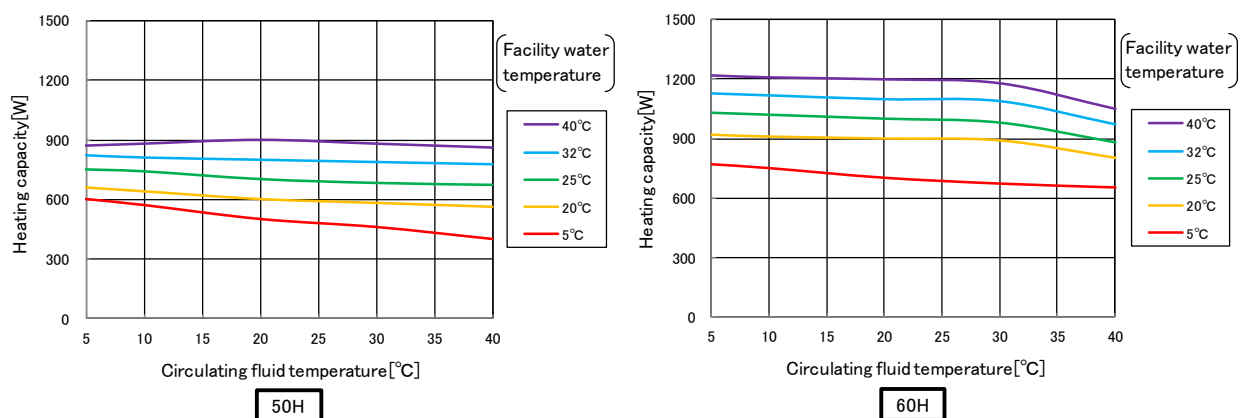 1500
1200
900
600
300
0
Heating capacity[W]
5 10 15 20 25 30 35 40
Circulating fluid temperature[℃]
50H
Facility water
temperature
40℃
32℃
25℃
20℃
5℃
1500
1200
900
600
300
0
Heating capacity[W]
5 10 15 20 25 30 35 40
Circulating fluid temperature[℃]
60H
Facility water
temperature
40℃
32℃
25℃
20℃
5℃